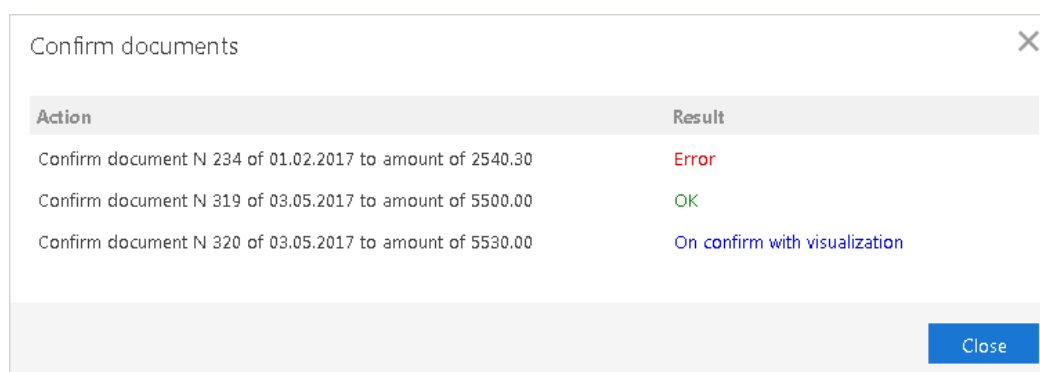 Confirm documents
Action Result
Confirm document N 234 of 01.02.2017 to amount of 2540.30 Error
Confirm document N 319 of 03.05.2017 to amount of 5500.00 OK
Confirm document N 320 of 03.05.2017 to amount of 5530.00 On confirm with visualization
Close